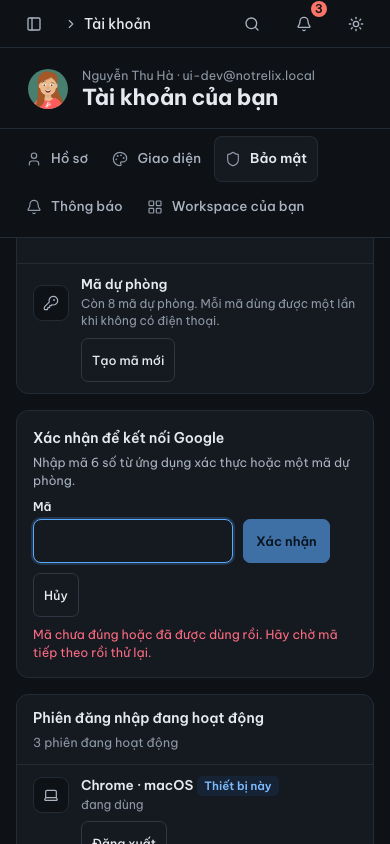 Tài khoản
3
Nguyễn Thu Hà · ui-dev@notrelix.local
Tài khoản của bạn
Hồ sơ
Giao diện
Bảo mật
Thông báo
Workspace của bạn
Mã dự phòng
Còn 8 mã dự phòng. Mỗi mã dùng được một lần
khi không có điện thoại.
Tạo mã mới
Xác nhận để kết nối Google
Nhập mã 6 số từ ứng dụng xác thực hoặc một mã dự
phòng.
Mã
Xác nhận
Hủy
Mã chưa đúng hoặc đã được dùng rồi. Hãy chờ mã
tiếp theo rồi thử lại.
Phiên đăng nhập đang hoạt động
3 phiên đang hoạt động
Chrome · macOS Thiết bị này
đang dùng
Đăng xuất